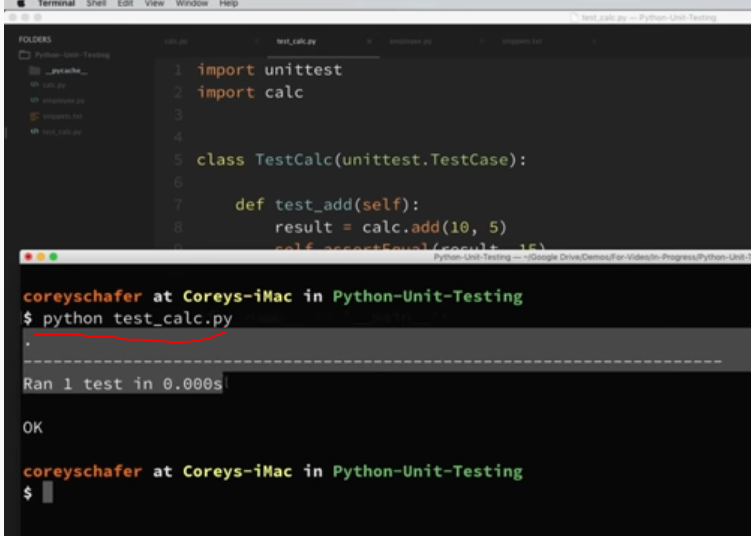 Terminal Shell Edit View Window Help
test_calc.py — Python-Unit-Testing
FOLDERS
Python-Unit-Testing
__pycache__
calc.py
employee.py
snippets.txt
test_calc.py
calc.py test_calc.py employee.py snippets.txt
1 import unittest
2 import calc
3
4
5 class TestCalc(unittest.TestCase):
6
7 def test_add(self):
8 result = calc.add(10, 5)
9 self.assertEqual(result, 15)
Python-Unit-Testing — ~/Google Drive/Demos/For-Video/In-Progress/Python-Unit-T
coreyschafer at Coreys-iMac in Python-Unit-Testing
$ python test_calc.py
.
----------------------------------------------------------------------
Ran 1 test in 0.000s
OK
coreyschafer at Coreys-iMac in Python-Unit-Testing
$